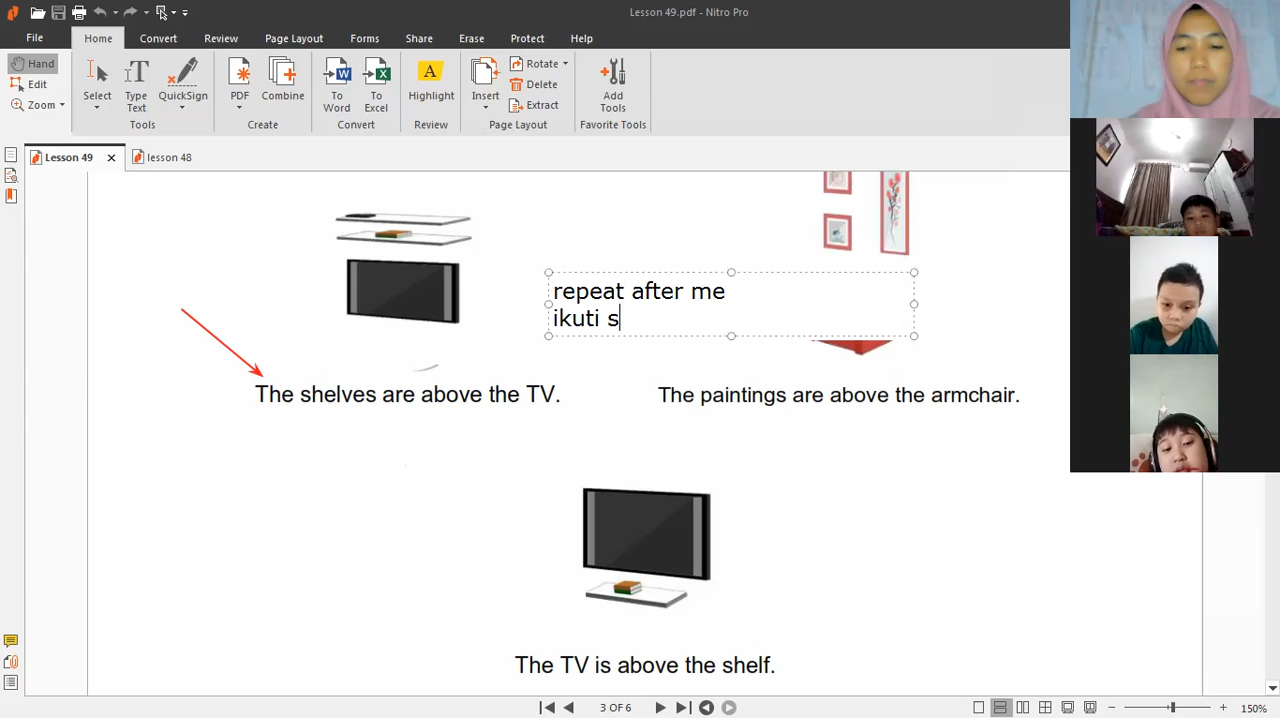 Lesson 49.pdf - Nitro Pro
File Home Convert Review Page Layout Forms Share Erase Protect Help
Hand
Edit
Zoom
Select
Type Text
QuickSign
Tools
PDF
Combine
Create
To Word
To Excel
Convert
A
Highlight
Review
Insert
Rotate
Delete
Extract
Page Layout
Add Tools
Favorite Tools
Lesson 49
lesson 48
repeat after me
ikuti s
The shelves are above the TV.
The paintings are above the armchair.
The TV is above the shelf.
3 OF 6
150%